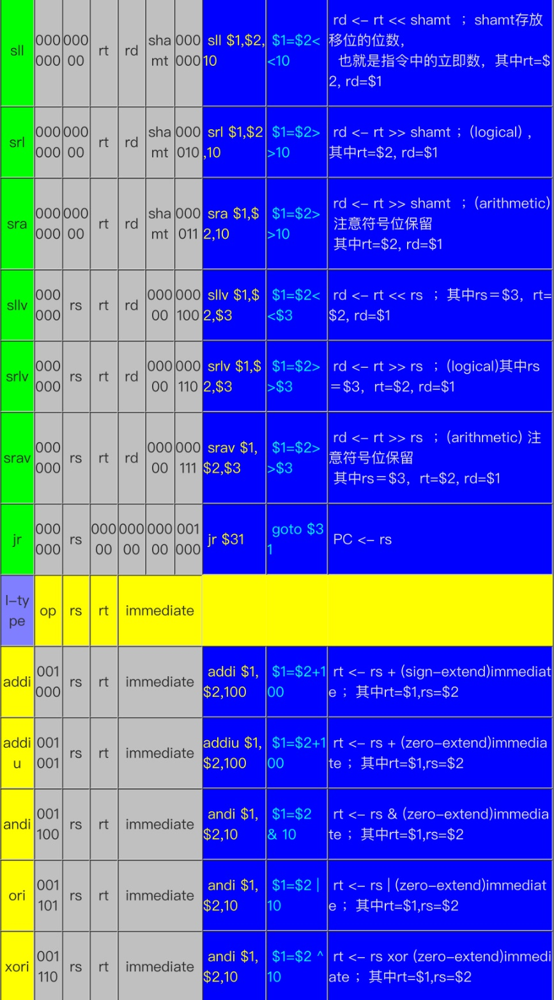 sll 000000 00000 rt rd shamt 000000 sll $1,$2,10 $1=$2<<10 rd <- rt << shamt ；shamt存放移位的位数，
也就是指令中的立即数，其中rt=$2, rd=$1
srl 000000 00000 rt rd shamt 000010 srl $1,$2,10 $1=$2>>10 rd <- rt >> shamt ；(logical) ，其中rt=$2, rd=$1
sra 000000 00000 rt rd shamt 000011 sra $1,$2,10 $1=$2>>10 rd <- rt >> shamt ；(arithmetic) 注意符号位保留
其中rt=$2, rd=$1
sllv 000000 rs rt rd 00000 000100 sllv $1,$2,$3 $1=$2<<$3 rd <- rt << rs ；其中rs＝$3，rt=$2, rd=$1
srlv 000000 rs rt rd 00000 000110 srlv $1,$2,$3 $1=$2>>$3 rd <- rt >> rs ；(logical)其中rs＝$3，rt=$2, rd=$1
srav 000000 rs rt rd 00000 000111 srav $1,$2,$3 $1=$2>>$3 rd <- rt >> rs ；(arithmetic) 注意符号位保留
其中rs＝$3，rt=$2, rd=$1
jr 000000 rs 00000 00000 00000 001000 jr $31 goto $31 PC <- rs
I-type op rs rt immediate
addi 001000 rs rt immediate addi $1,$2,100 $1=$2+100 rt <- rs + (sign-extend)immediate ；其中rt=$1,rs=$2
addiu 001001 rs rt immediate addiu $1,$2,100 $1=$2+100 rt <- rs + (zero-extend)immediate ；其中rt=$1,rs=$2
andi 001100 rs rt immediate andi $1,$2,10 $1=$2 & 10 rt <- rs & (zero-extend)immediate ；其中rt=$1,rs=$2
ori 001101 rs rt immediate andi $1,$2,10 $1=$2 | 10 rt <- rs | (zero-extend)immediate ；其中rt=$1,rs=$2
xori 001110 rs rt immediate andi $1,$2,10 $1=$2 ^ 10 rt <- rs xor (zero-extend)immediate ；其中rt=$1,rs=$2